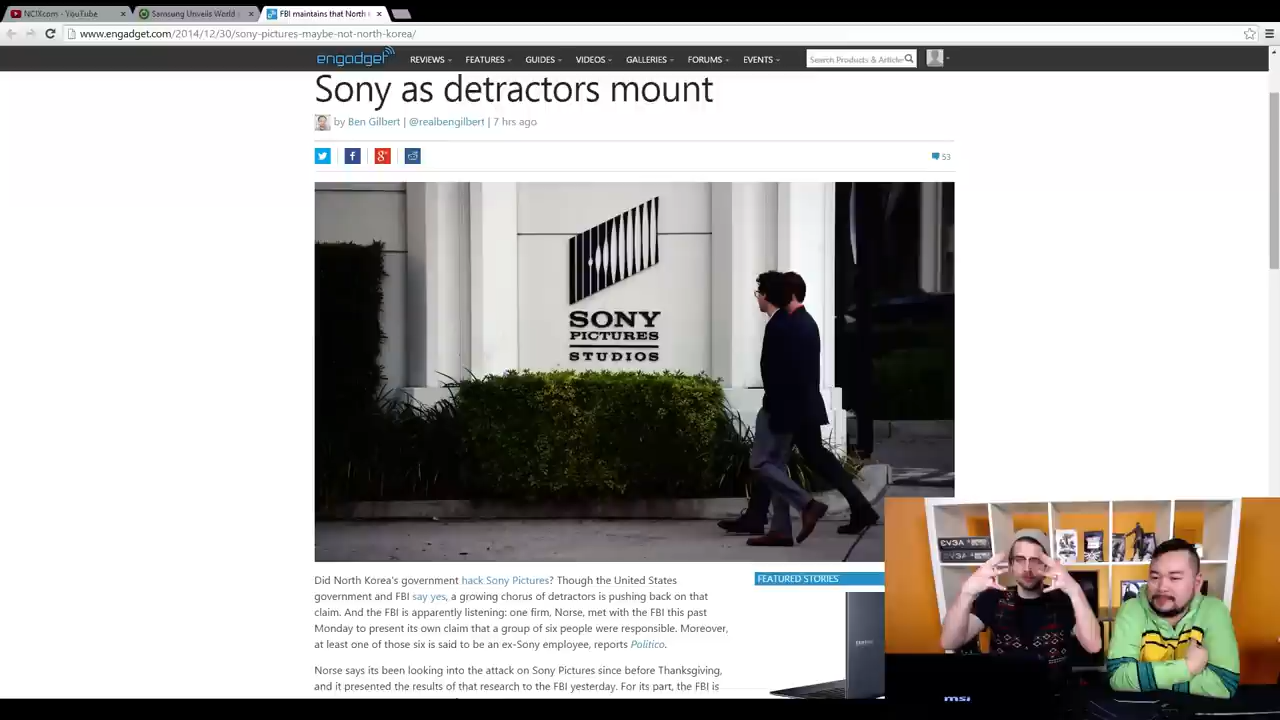 NCIXcom - YouTube
Samsung Unveils World
FBI maintains that North K
www.engadget.com/2014/12/30/sony-pictures-maybe-not-north-korea/
engadget
REVIEWS
FEATURES
GUIDES
VIDEOS
GALLERIES
FORUMS
EVENTS
Search Products & Article
Sony as detractors mount
by Ben Gilbert | @realbengilbert | 7 hrs ago
53
SONY
PICTURES
STUDIOS
Did North Korea's government hack Sony Pictures? Though the United States
government and FBI say yes, a growing chorus of detractors is pushing back on that
claim. And the FBI is apparently listening: one firm, Norse, met with the FBI this past
Monday to present its own claim that a group of six people were responsible. Moreover,
at least one of those six is said to be an ex-Sony employee, reports Politico.
Norse says its been looking into the attack on Sony Pictures since before Thanksgiving,
and it presented the results of that research to the FBI yesterday. For its part, the FBI is
FEATURED STORIES
EVGA
EVGA
msi